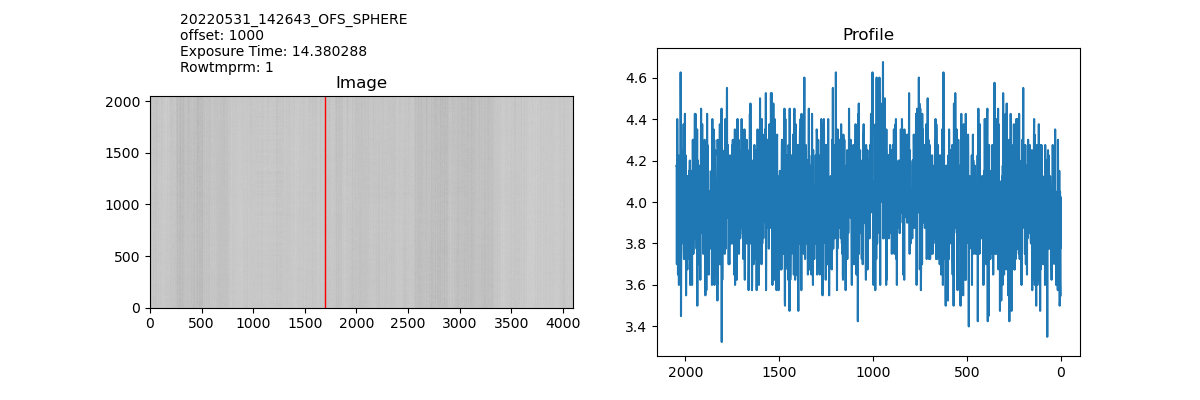 20220531_142643_OFS_SPHERE
offset: 1000
Exposure Time: 14.380288
Rowtmprm: 1
Image
2000
1500
1000
500
0
0 500 1000 1500 2000 2500 3000 3500 4000
Profile
4.6
4.4
4.2
4.0
3.8
3.6
3.4
2000 1500 1000 500 0